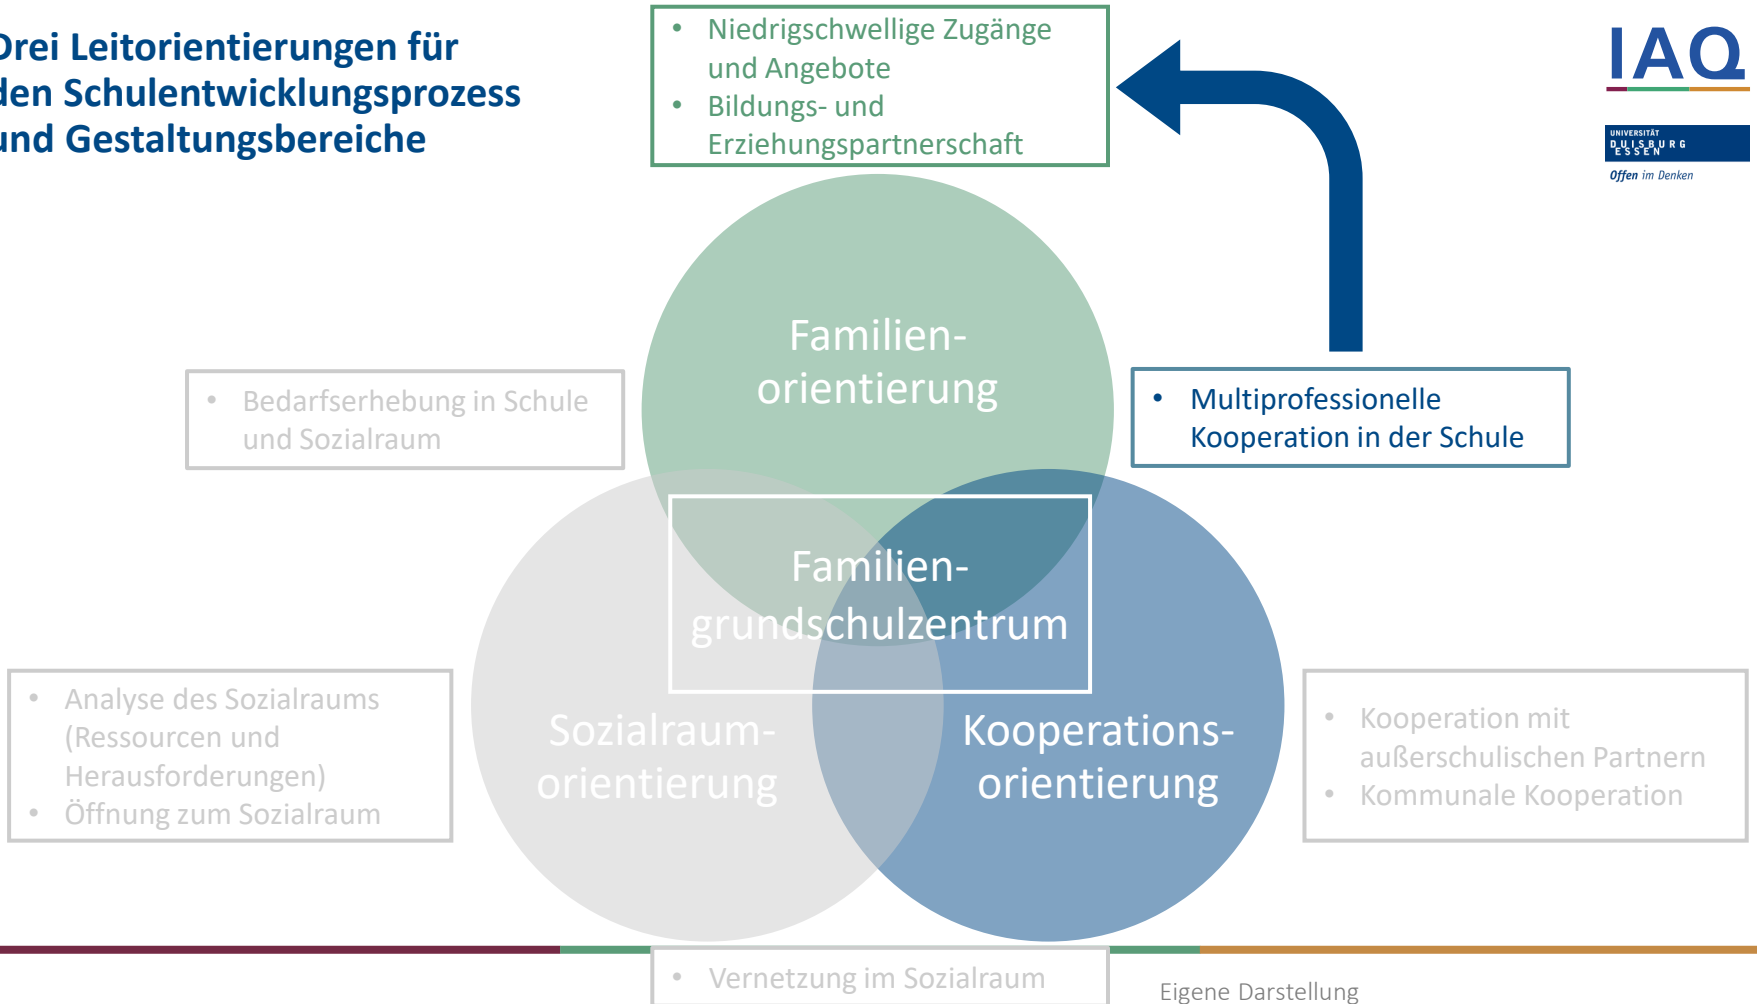 Drei Leitorientierungen für
den Schulentwicklungsprozess
und Gestaltungsbereiche
• Niedrigschwellige Zugänge
und Angebote
• Bildungs- und
Erziehungspartnerschaft
IAQ
UNIVERSITÄT
DUISBURG
ESSEN
Offen im Denken
Familien-
orientierung
• Bedarfserhebung in Schule
und Sozialraum
• Multiprofessionelle
Kooperation in der Schule
Familien-
grundschulzentrum
• Analyse des Sozialraums
(Ressourcen und
Herausforderungen)
• Öffnung zum Sozialraum
Sozialraum-
orientierung
Kooperations-
orientierung
• Kooperation mit
außerschulischen Partnern
• Kommunale Kooperation
• Vernetzung im Sozialraum
Eigene Darstellung